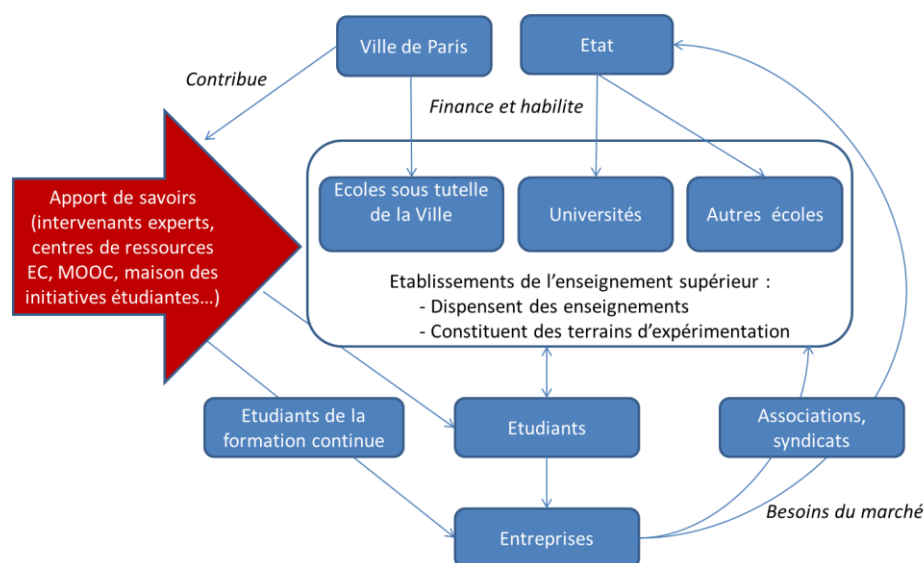 Ville de Paris
Etat
Contribue
Finance et habilite
Apport de savoirs
(intervenants experts,
centres de ressources
EC, MOOC, maison des
initiatives étudiantes…)
Ecoles sous tutelle
de la Ville
Universités
Autres écoles
Etablissements de l'enseignement supérieur :
- Dispensent des enseignements
- Constituent des terrains d'expérimentation
Etudiants de la
formation continue
Etudiants
Associations,
syndicats
Besoins du marché
Entreprises